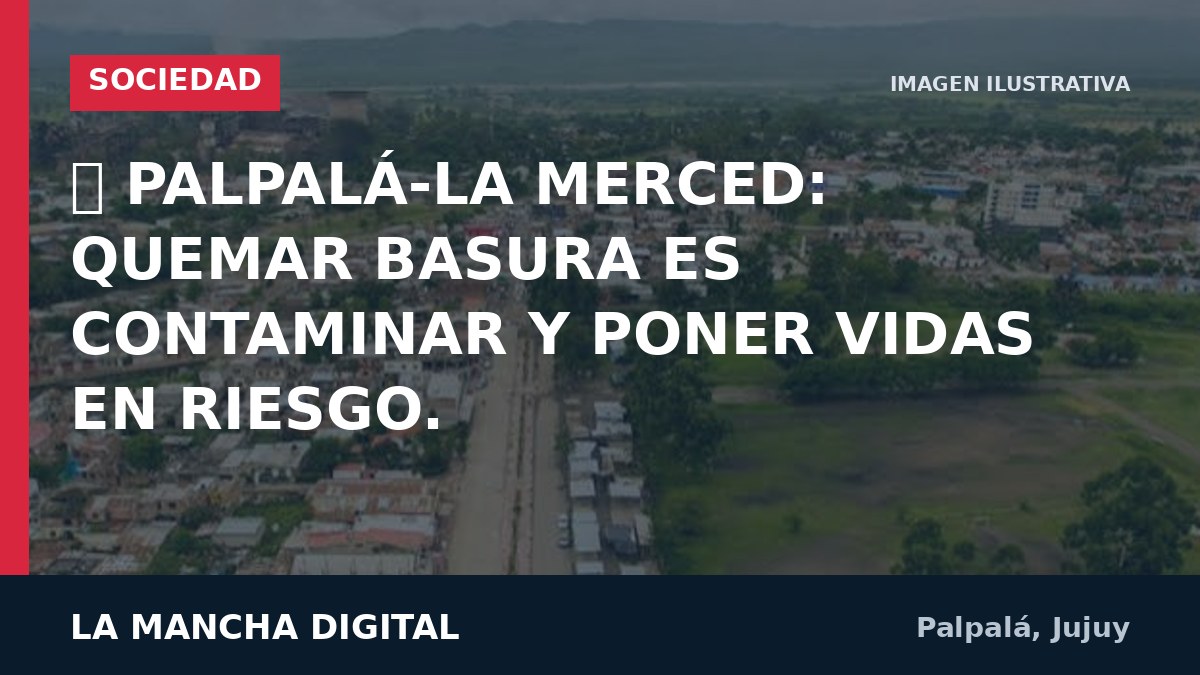 SOCIEDAD
IMAGEN ILUSTRATIVA
PALPALÁ-LA MERCED:
QUEMAR BASURA ES
CONTAMINAR Y PONER VIDAS
EN RIESGO.
LA MANCHA DIGITAL
Palpalá, Jujuy